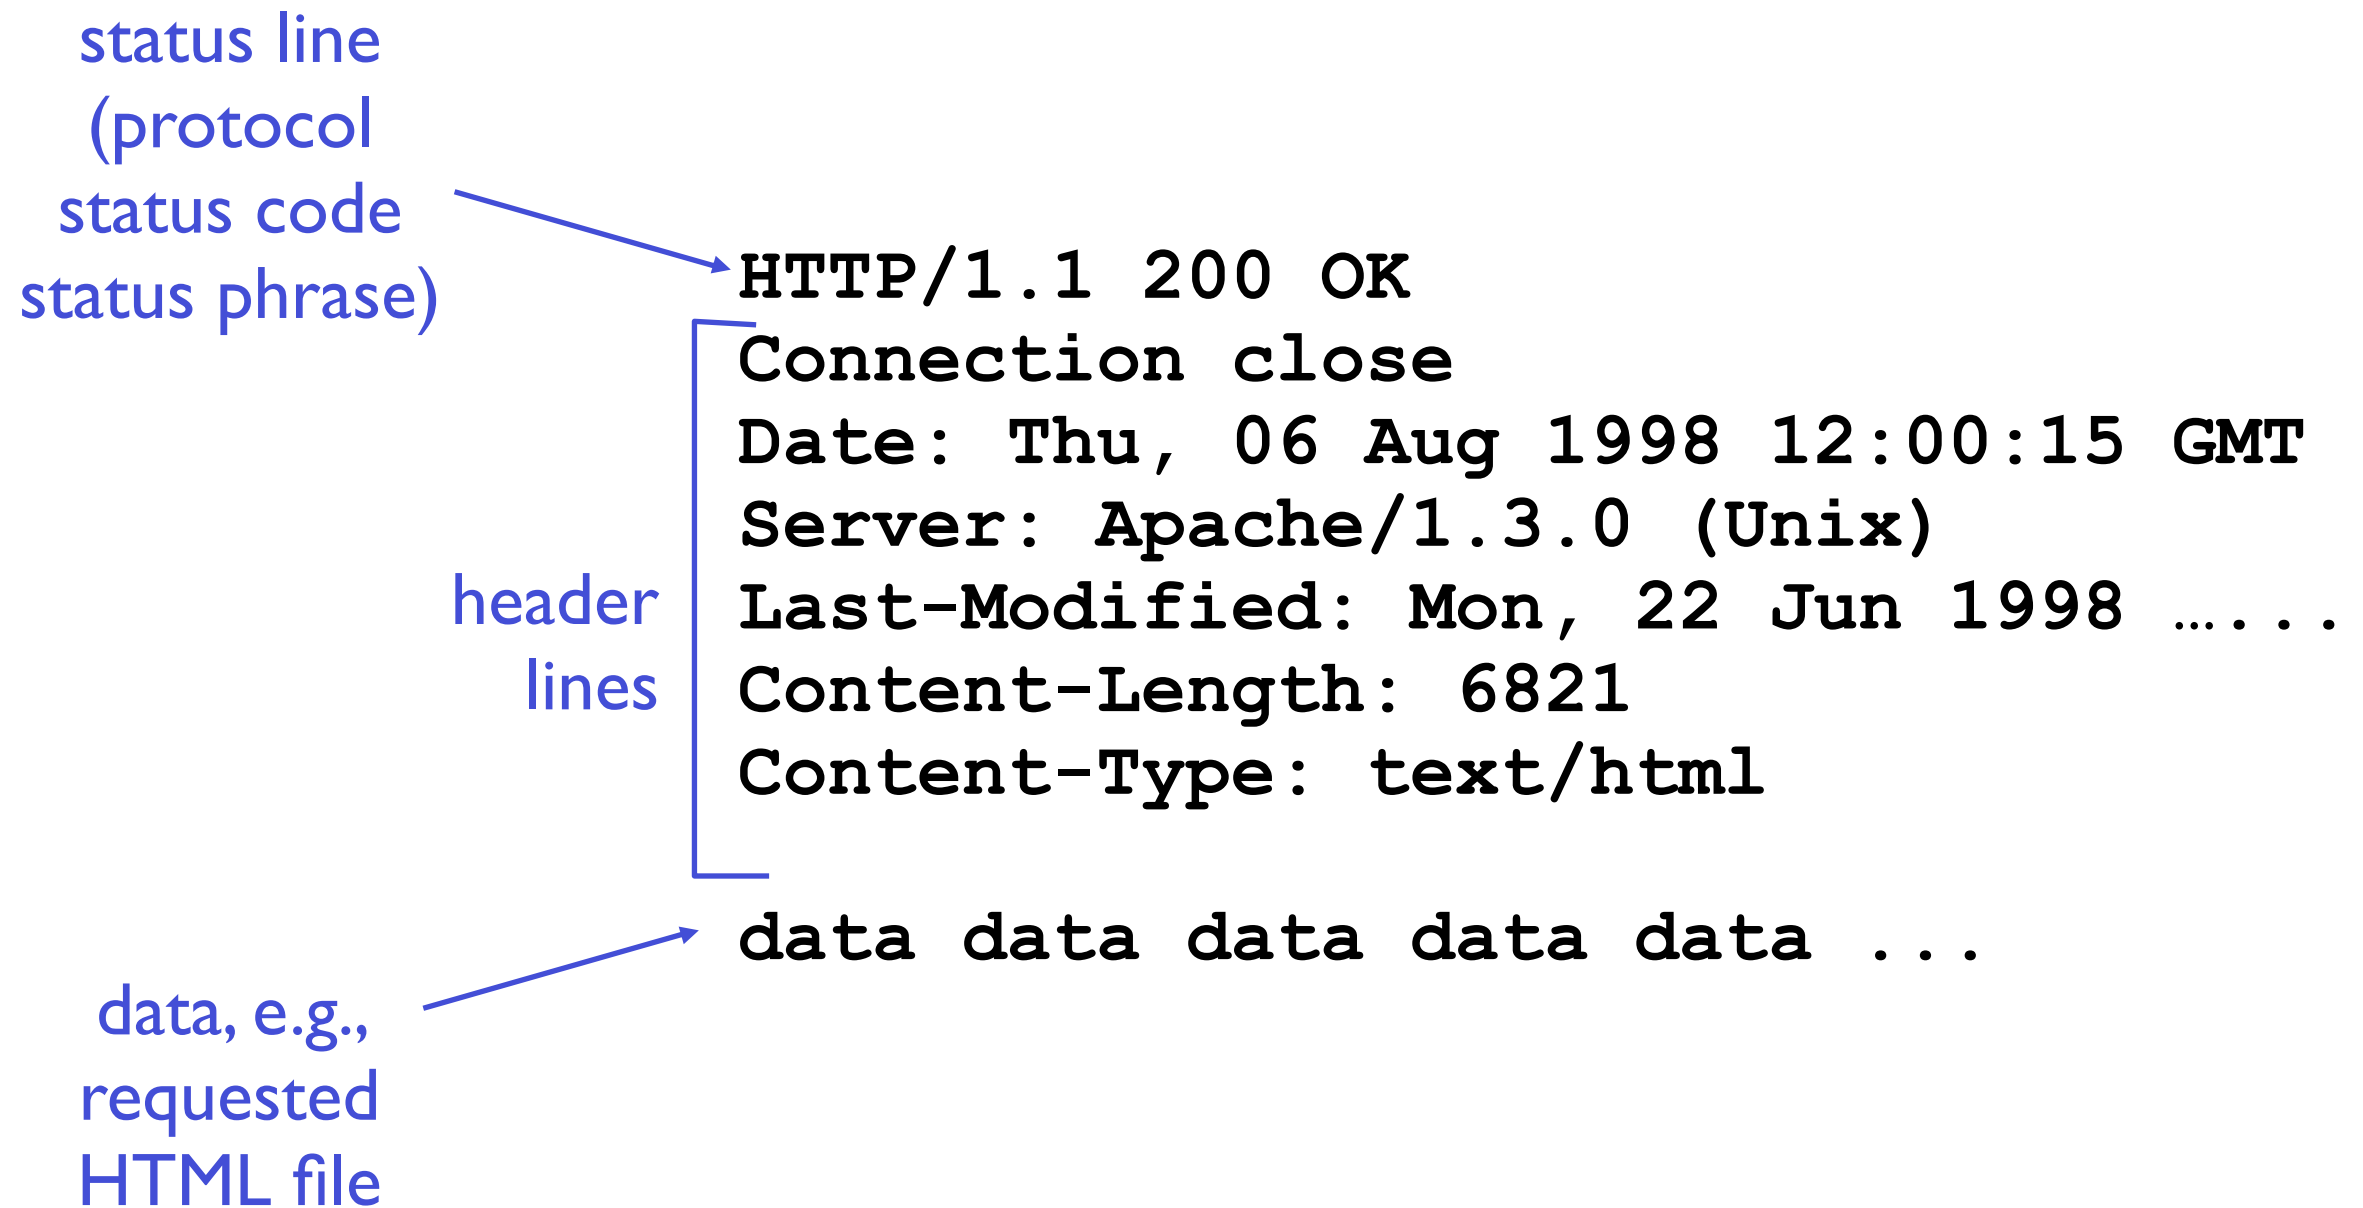 status line
(protocol
status code
status phrase)
HTTP/1.1 200 OK
Connection close
Date: Thu, 06 Aug 1998 12:00:15 GMT
Server: Apache/1.3.0 (Unix)
Last-Modified: Mon, 22 Jun 1998 …...
Content-Length: 6821
Content-Type: text/html
header
lines
data data data data data ...
data, e.g.,
requested
HTML file